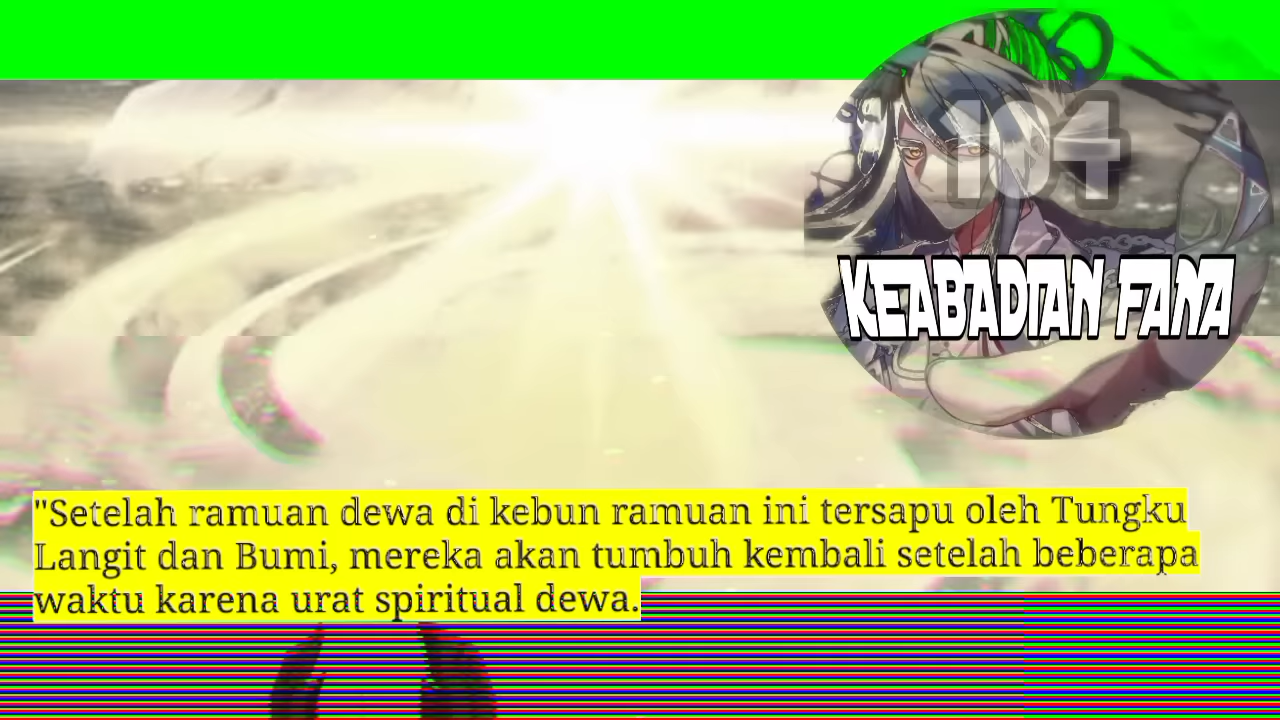 104
KEABADIAN FANA
"Setelah ramuan dewa di kebun ramuan ini tersapu oleh Tungku
Langit dan Bumi, mereka akan tumbuh kembali setelah beberapa
waktu karena urat spiritual dewa.